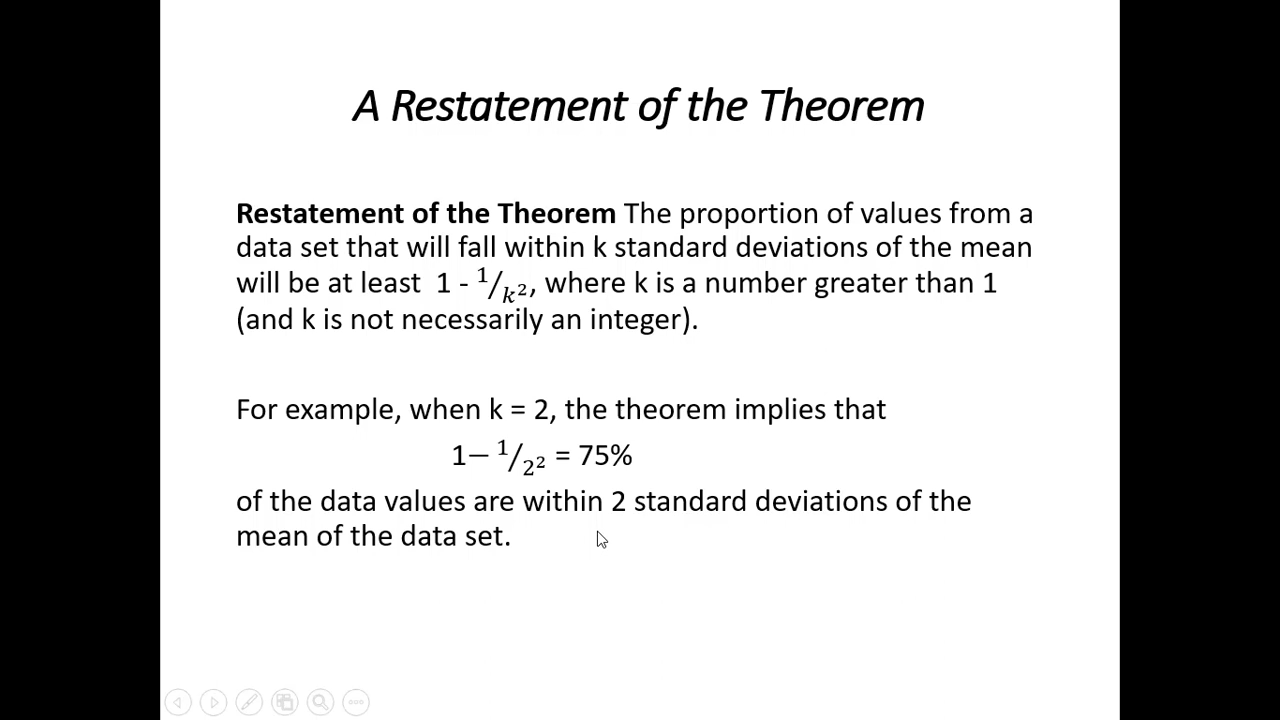 A Restatement of the Theorem
Restatement of the Theorem The proportion of values from a
data set that will fall within k standard deviations of the mean
will be at least 1 - 1/k², where k is a number greater than 1
(and k is not necessarily an integer).
For example, when k = 2, the theorem implies that
1− 1/2² = 75%
of the data values are within 2 standard deviations of the
mean of the data set.